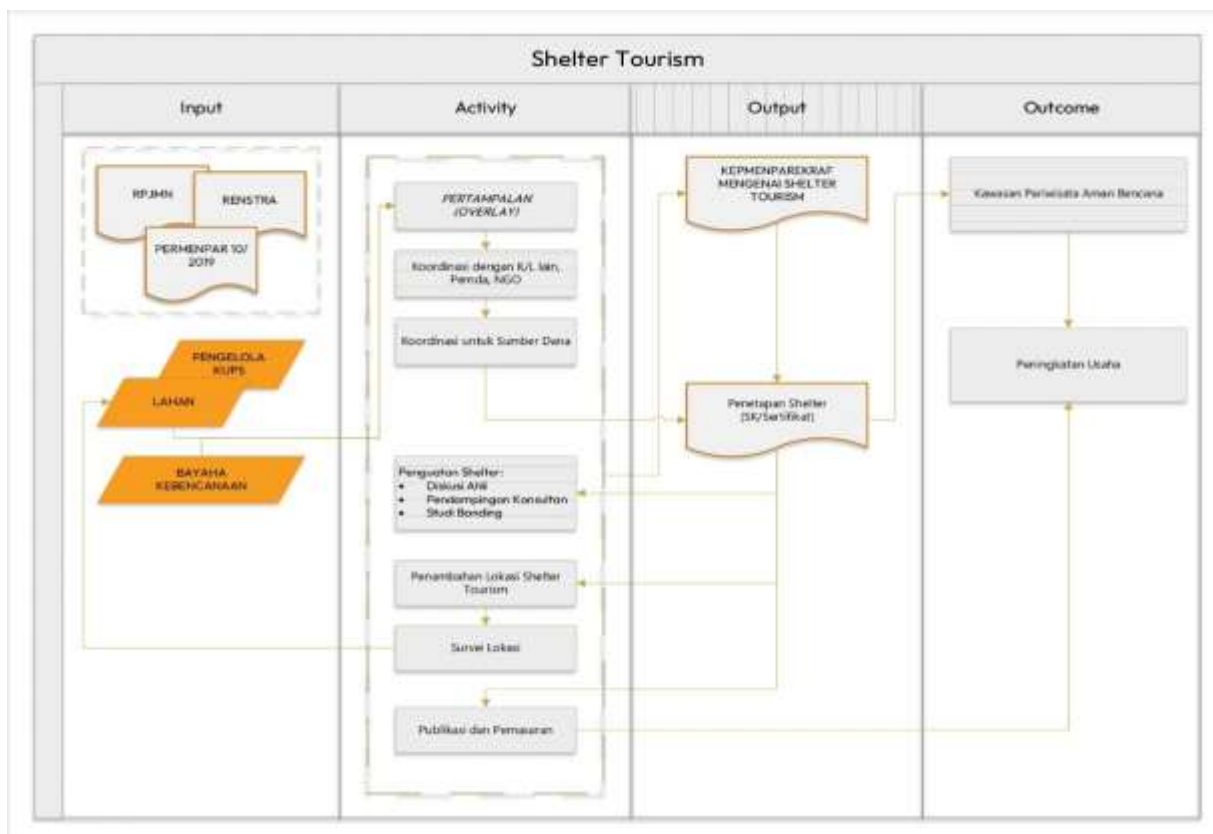 Shelter Tourism
Input
Activity
Output
Outcome
RPJMN
RENSTRA
PERMENPAR 10/
2019
PENGELOLA
KUPS
LAHAN
BAYAHA
KEBENCANAAN
PERTAMPALAN
(OVERLAY)
Koordinasi dengan K/L lain,
Pemda, NGO
Koordinasi untuk Sumber Dana
Penguatan Shelter:
• Diskusi Ahli
• Pendampingan Konsultan
• Studi Banding
Penambahan Lokasi Shelter
Tourism
Survei Lokasi
Publikasi dan Pemasaran
KEPMENPAREKRAF
MENGENAI SHELTER
TOURISM
Penetapan Shelter
(SK/Sertifikat)
Kawasan Pariwisata Aman Bencana
Peningkatan Usaha